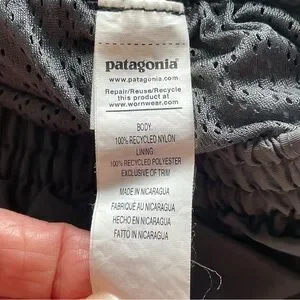 patagonia®
www.patagonia.com
Repair/Reuse/Recycle
this product at
www.wornwear.com
BODY:
100% RECYCLED NYLON
LINING:
100% RECYCLED POLYESTER
EXCLUSIVE OF TRIM
MADE IN NICARAGUA
FABRIQUE AU NICARAGUA
HECHO EN NICARAGUA
FATTO IN NICARAGUA